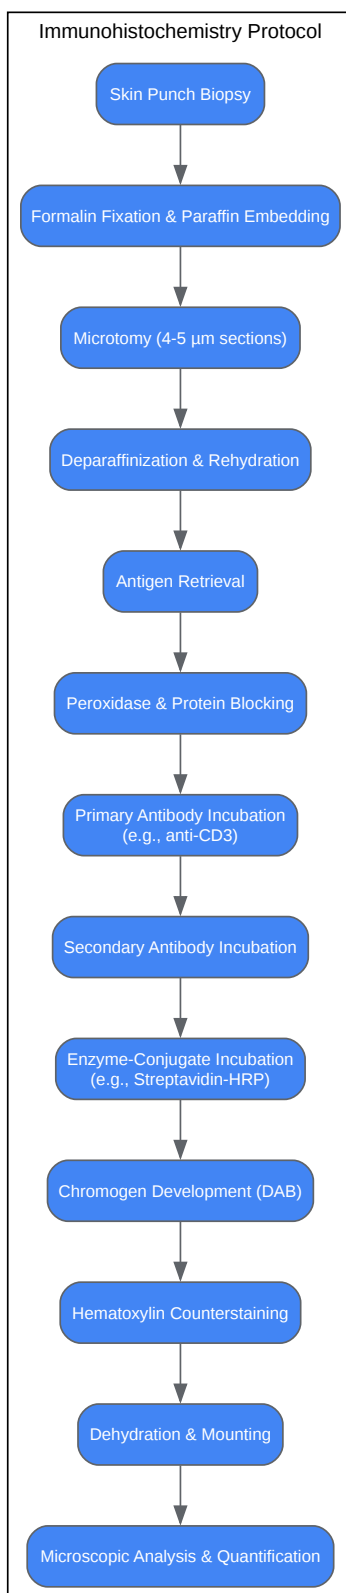 Immunohistochemistry Protocol
Skin Punch Biopsy
Formalin Fixation & Paraffin Embedding
Microtomy (4-5 µm sections)
Deparaffinization & Rehydration
Antigen Retrieval
Peroxidase & Protein Blocking
Primary Antibody Incubation
(e.g., anti-CD3)
Secondary Antibody Incubation
Enzyme-Conjugate Incubation
(e.g., Streptavidin-HRP)
Chromogen Development (DAB)
Hematoxylin Counterstaining
Dehydration & Mounting
Microscopic Analysis & Quantification